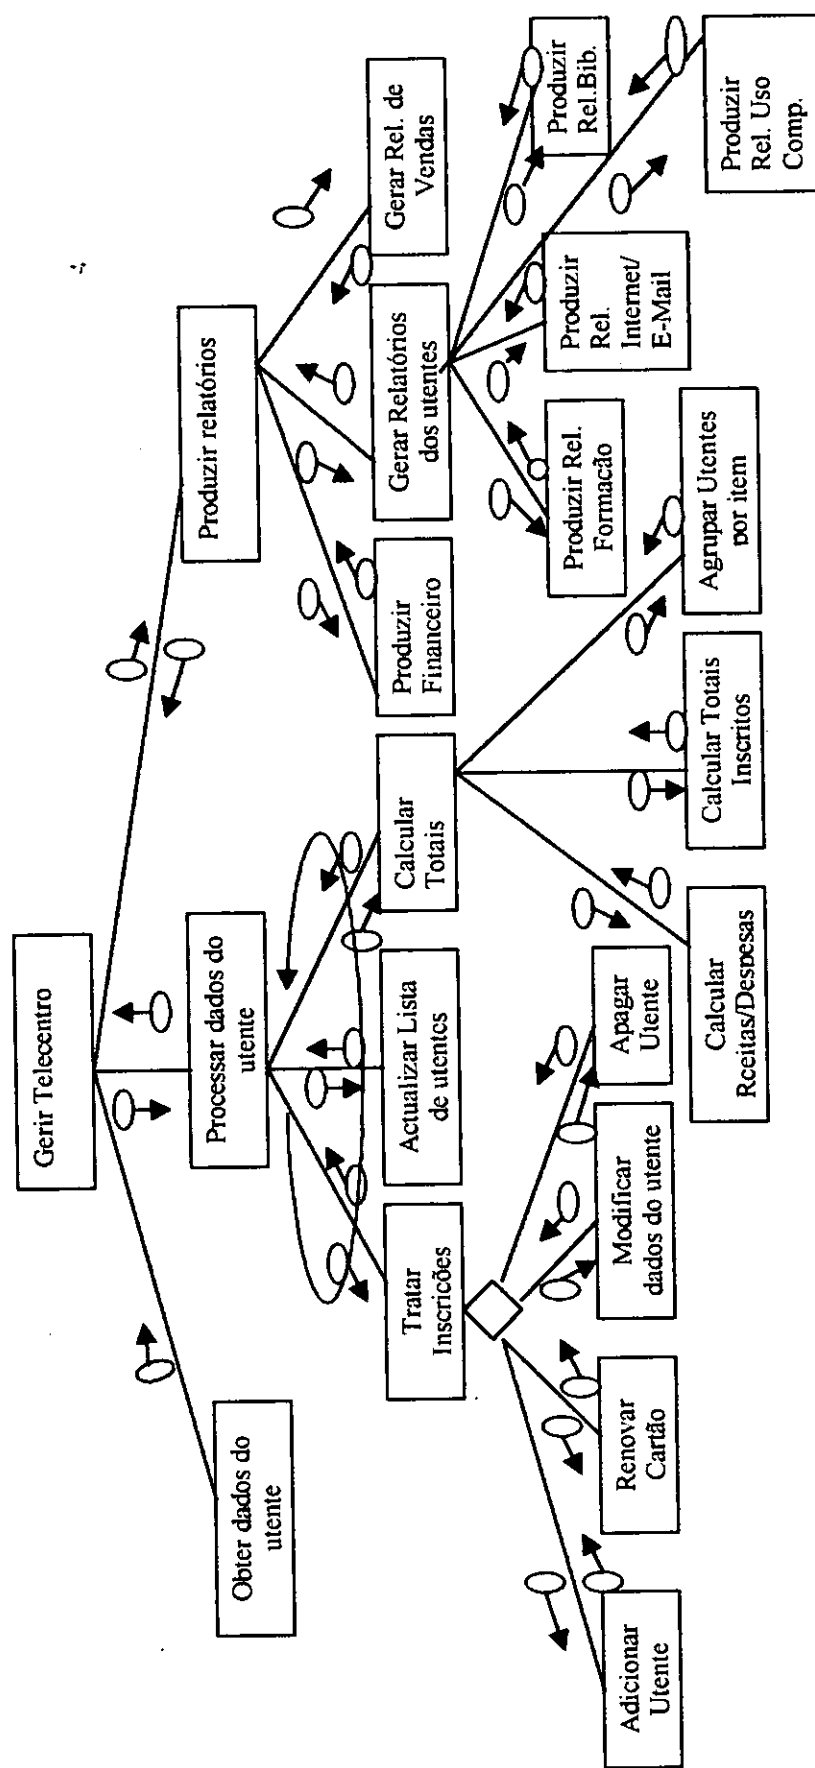 Gerir Telecentro
Obter dados do
utente
Processar dados do
utente
Produzir relatórios
Tratar
Inscricões
Actualizar Lista
de utentes
Calcular
Totais
Produzir
Financeiro
Gerar Relatórios
dos utentes
Gerar Rel. de
Vendas
Adicionar
Utente
Renovar
Cartão
Modificar
dados do utente
Apagar
Utente
Calcular
Rceitas/Despesas
Calcular Totais
Inscritos
Agrupar Utentes
por item
Produzir Rel.
Formacão
Produzir
Rel.
Internet/
E-Mail
Produzir
Rel.Bib.
Produzir
Rel. Uso
Comp.